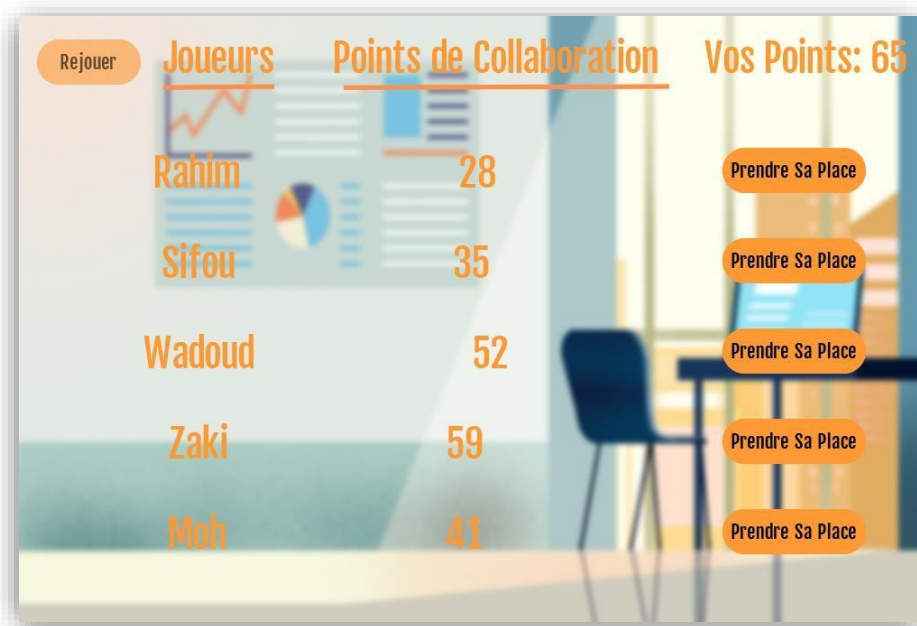 Rejouer Joueurs Points de Collaboration Vos Points: 65
Rahim 28 Prendre Sa Place
Sifou 35 Prendre Sa Place
Wadoud 52 Prendre Sa Place
Zaki 59 Prendre Sa Place
Moh 41 Prendre Sa Place